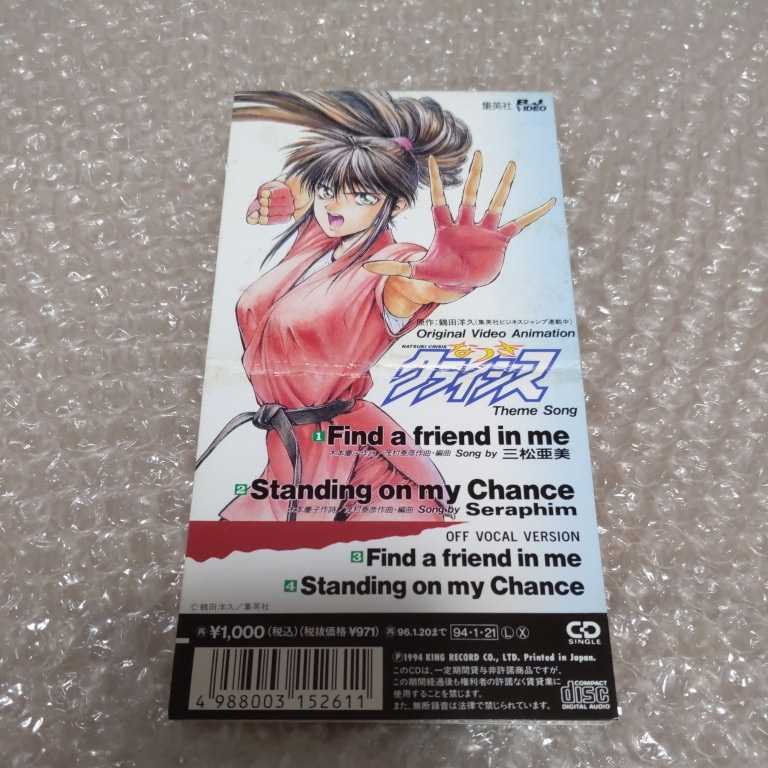 集英社 BJ VIDEO
原作：鶴田洋久（集英社ビジネスジャンプ連載中）
Original Video Animation
NATSUKI CRISIS
なつき
クライシス
Theme Song
1 Find a friend in me
Song by 三松亜美
2 Standing on my Chance
作曲・編曲 Song by Seraphim
OFF VOCAL VERSION
3 Find a friend in me
4 Standing on my Chance
©鶴田洋久／集英社
再 ¥1,000(税込)(税抜価格¥971) 再 96.1.20まで 94・1・21 L X
CD SINGLE
Ⓟ1994 KING RECORD CO., LTD. Printed in Japan.
このCDは、一定期間貸与非許諾商品ですが、
この期間経過後も権利者の許諾なく賃貸業に
使用することを禁じます。
また、無断録音は法律で禁じられています。
COMPACT disc DIGITAL AUDIO
4 988003 152611